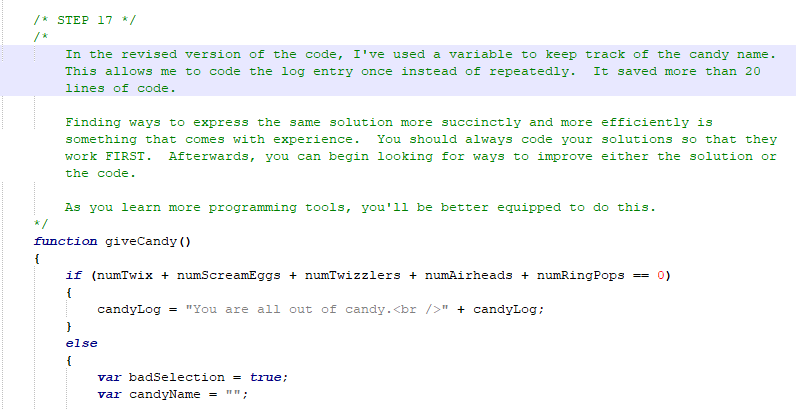 /* STEP 17 */
/*
In the revised version of the code, I've used a variable to keep track of the candy name.
This allows me to code the log entry once instead of repeatedly.  It saved more than 20
lines of code.
Finding ways to express the same solution more succinctly and more efficiently is
something that comes with experience.  You should always code your solutions so that they
work FIRST.  Afterwards, you can begin looking for ways to improve either the solution or
the code.
As you learn more programming tools, you'll be better equipped to do this.
*/
function giveCandy()
{
if (numTwix + numScreamEggs + numTwizzlers + numAirheads + numRingPops == 0)
{
candyLog = "You are all out of candy.<br />" + candyLog;
}
else
{
var badSelection = true;
var candyName = "";